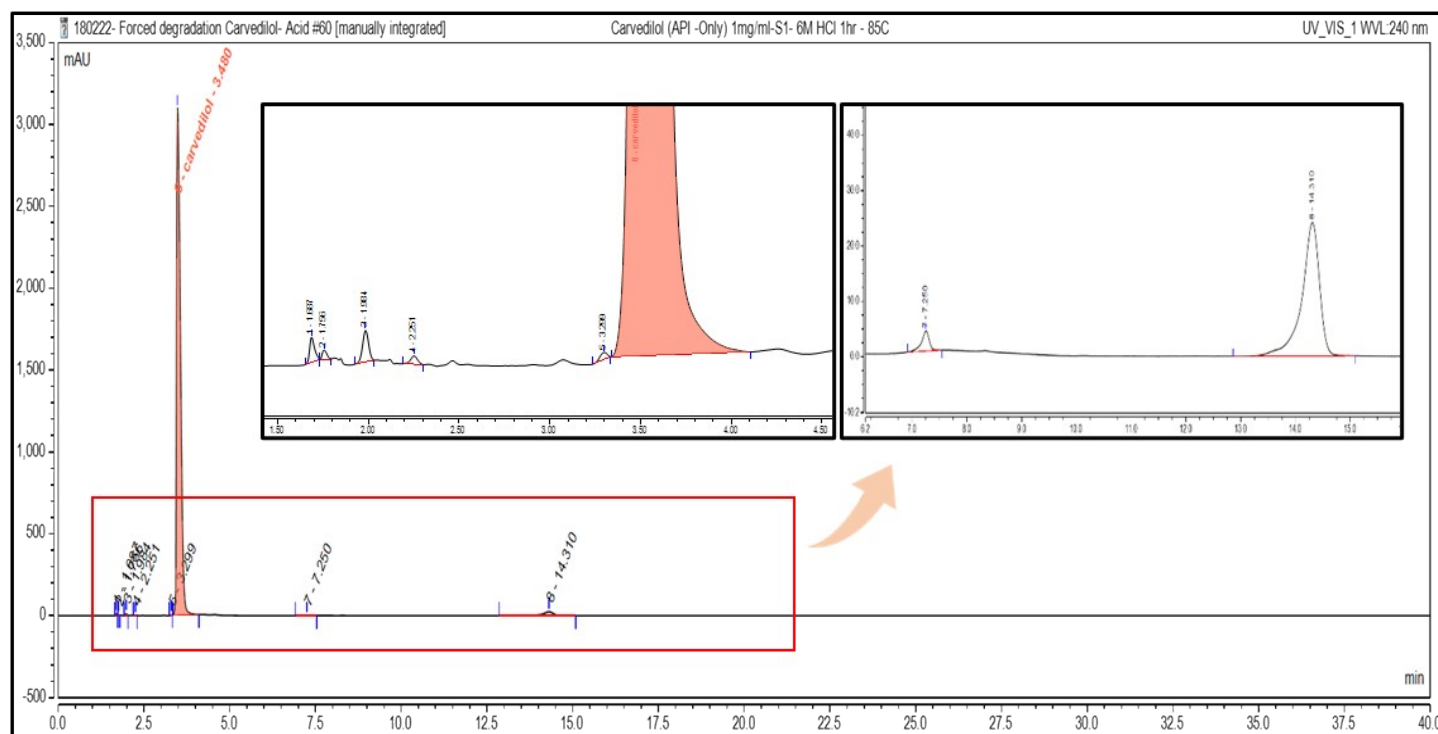 180222- Forced degradation Carvedilol- Acid #60 [manually integrated]
Carvedilol (API -Only) 1mg/ml-S1- 6M HCl 1hr - 85C
UV_VIS_1 WVL:240 nm
mAU
3,500
3,000
2,500
2,000
1,500
1,000
500
0
-500
carvedilol - 3.480
1 - 1.687
2 - 1.756
3 - 1.984
4 - 2.251
5 - 3.299
6 - carvedilol
1.50 2.00 2.50 3.00 3.50 4.00 4.50
40.0
30.0
20.0
10.0
0.0
-10.2
7 - 7.250
8 - 14.310
6.2 7.0 8.0 9.0 10.0 11.0 12.0 13.0 14.0 15.0
4 - 2.251
5 - 3.299
7 - 7.250
8 - 14.310
min
0.0 2.5 5.0 7.5 10.0 12.5 15.0 17.5 20.0 22.5 25.0 27.5 30.0 32.5 35.0 37.5 40.0